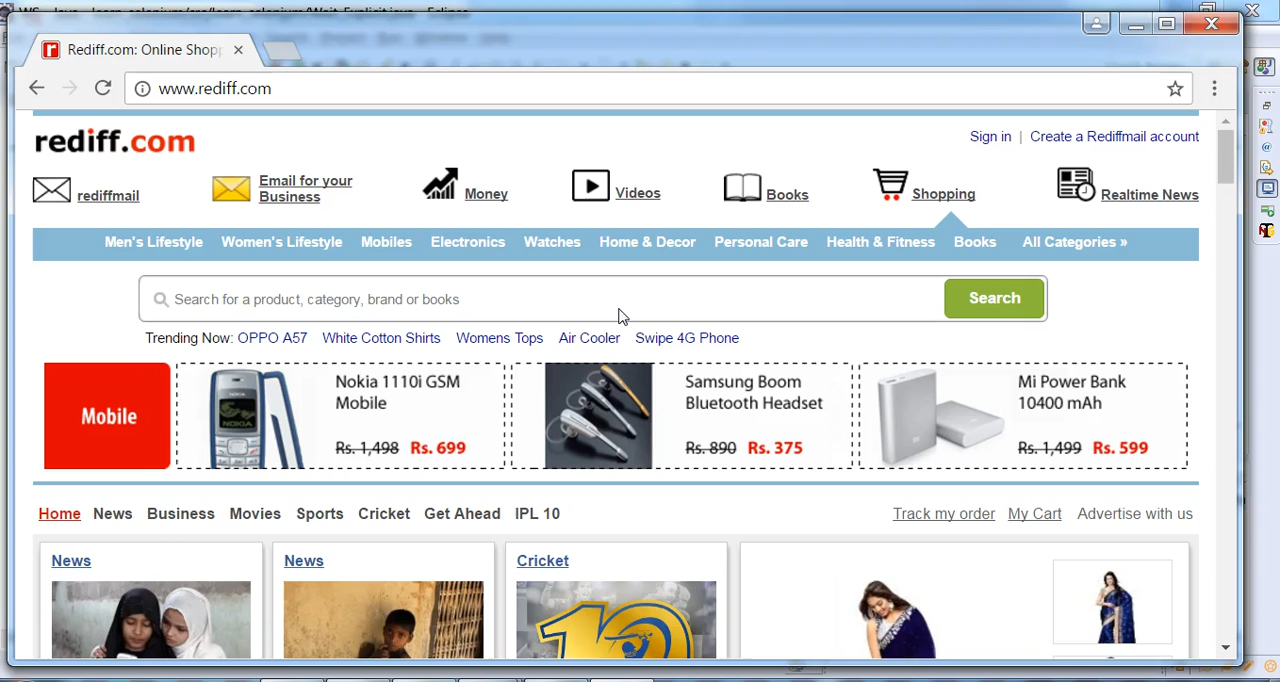 Rediff.com: Online Shopp
www.rediff.com
rediff.com
Sign in | Create a Rediffmail account
rediffmail
Email for your
Business
Money
Videos
Books
Shopping
Realtime News
Men's Lifestyle Women's Lifestyle Mobiles Electronics Watches Home & Decor Personal Care Health & Fitness Books All Categories »
Search for a product, category, brand or books
Search
Trending Now: OPPO A57 White Cotton Shirts Womens Tops Air Cooler Swipe 4G Phone
Mobile
NOKIA
Nokia 1110i GSM
Mobile
Rs. 1,498 Rs. 699
Samsung Boom
Bluetooth Headset
Rs. 890 Rs. 375
Mi Power Bank
10400 mAh
Rs. 1,499 Rs. 599
Home News Business Movies Sports Cricket Get Ahead IPL 10
Track my order My Cart Advertise with us
News
News
Cricket
10